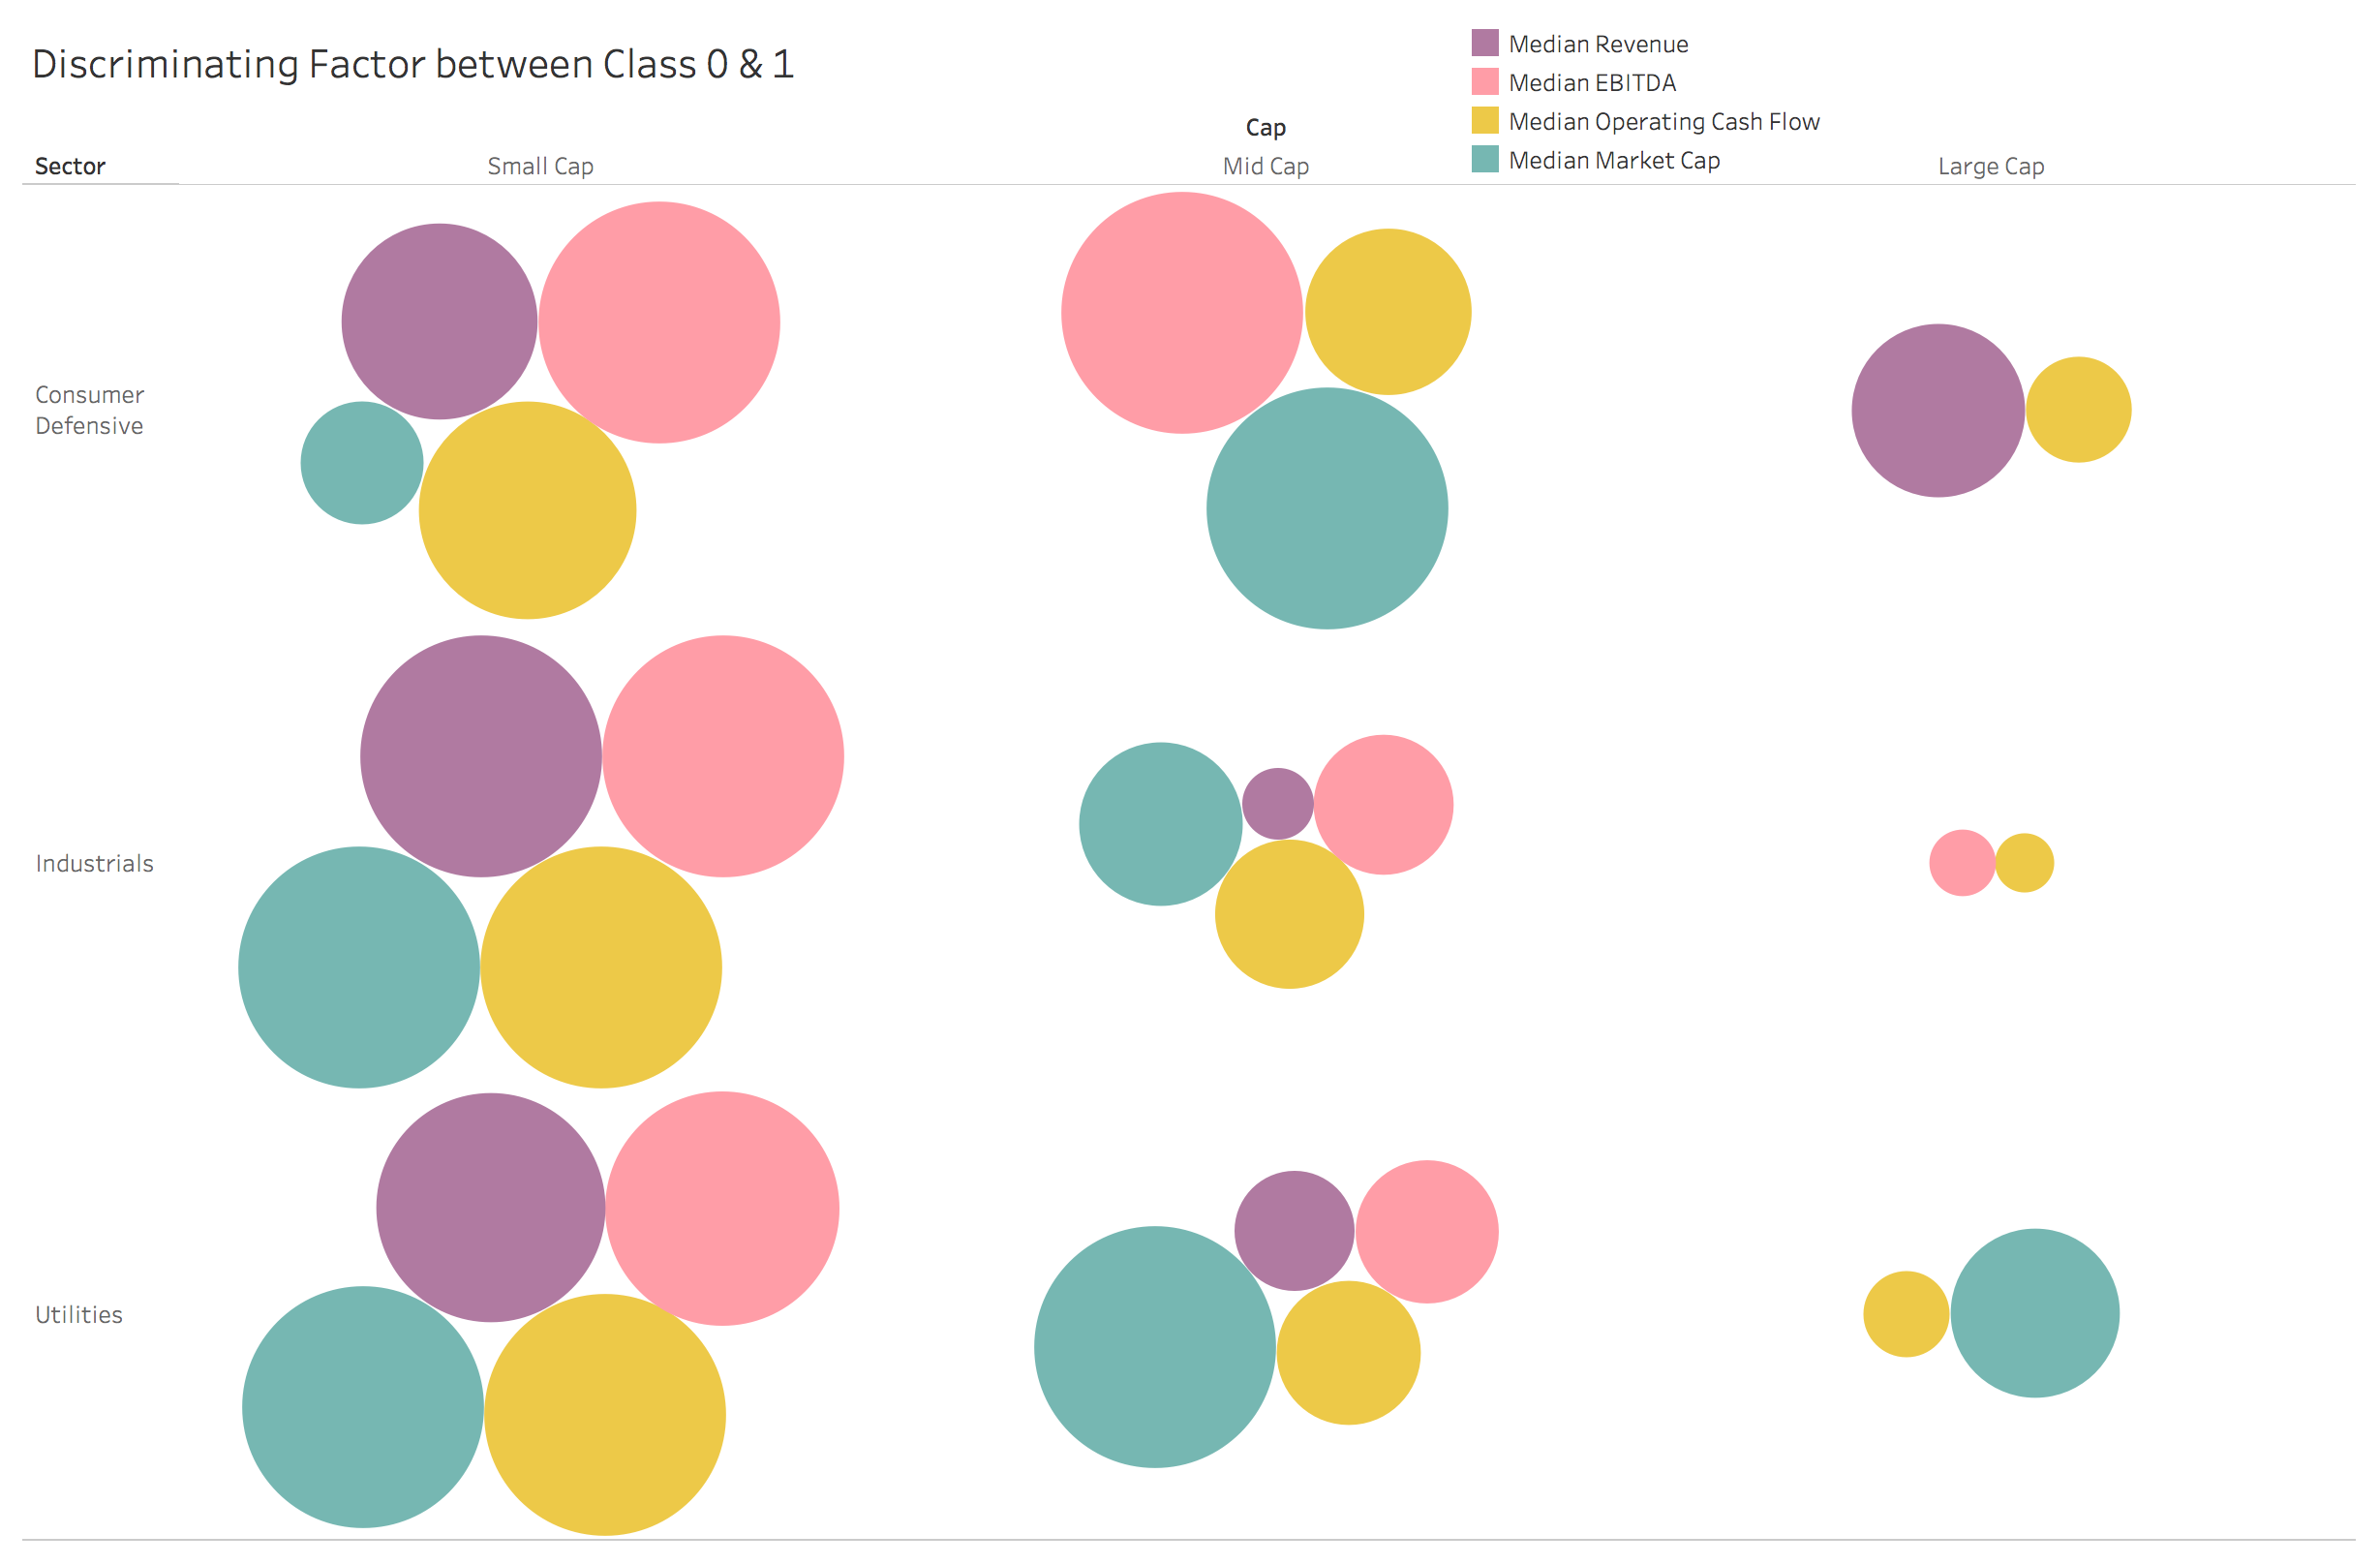 Discriminating Factor between Class 0 & 1
Median Revenue
Median EBITDA
Median Operating Cash Flow
Median Market Cap
Cap
Sector
Small Cap
Mid Cap
Large Cap
Consumer
Defensive
Industrials
Utilities